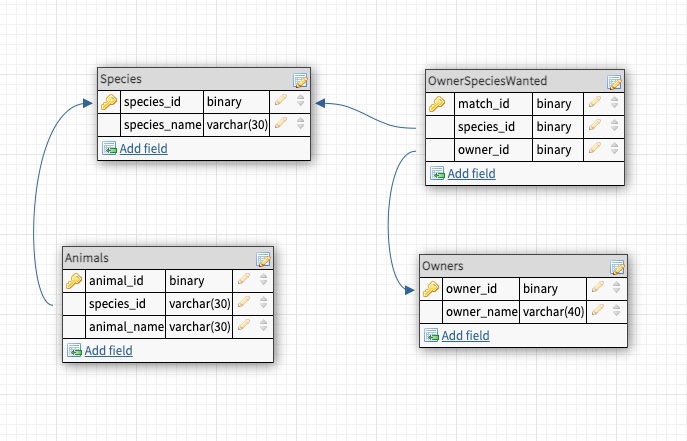 Species
species_id binary
species_name varchar(30)
Add field
OwnerSpeciesWanted
match_id binary
species_id binary
owner_id binary
Add field
Animals
animal_id binary
species_id varchar(30)
animal_name varchar(30)
Add field
Owners
owner_id binary
owner_name varchar(40)
Add field